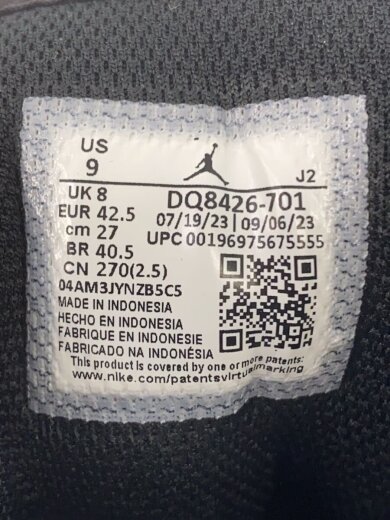 US
9
J2
UK 8
EUR 42.5
cm 27
BR 40.5
CN 270(2.5)
DQ8426-701
07/19/23 | 09/06/23
UPC 00196975675555
04AM3JYNZB5C5
MADE IN INDONESIA
HECHO EN INDONESIA
FABRIQUE EN INDONESIE
FABRICADO NA INDONÉSIA
This product is covered by one or more patents:
www.nike.com/patentsvirtualmarking